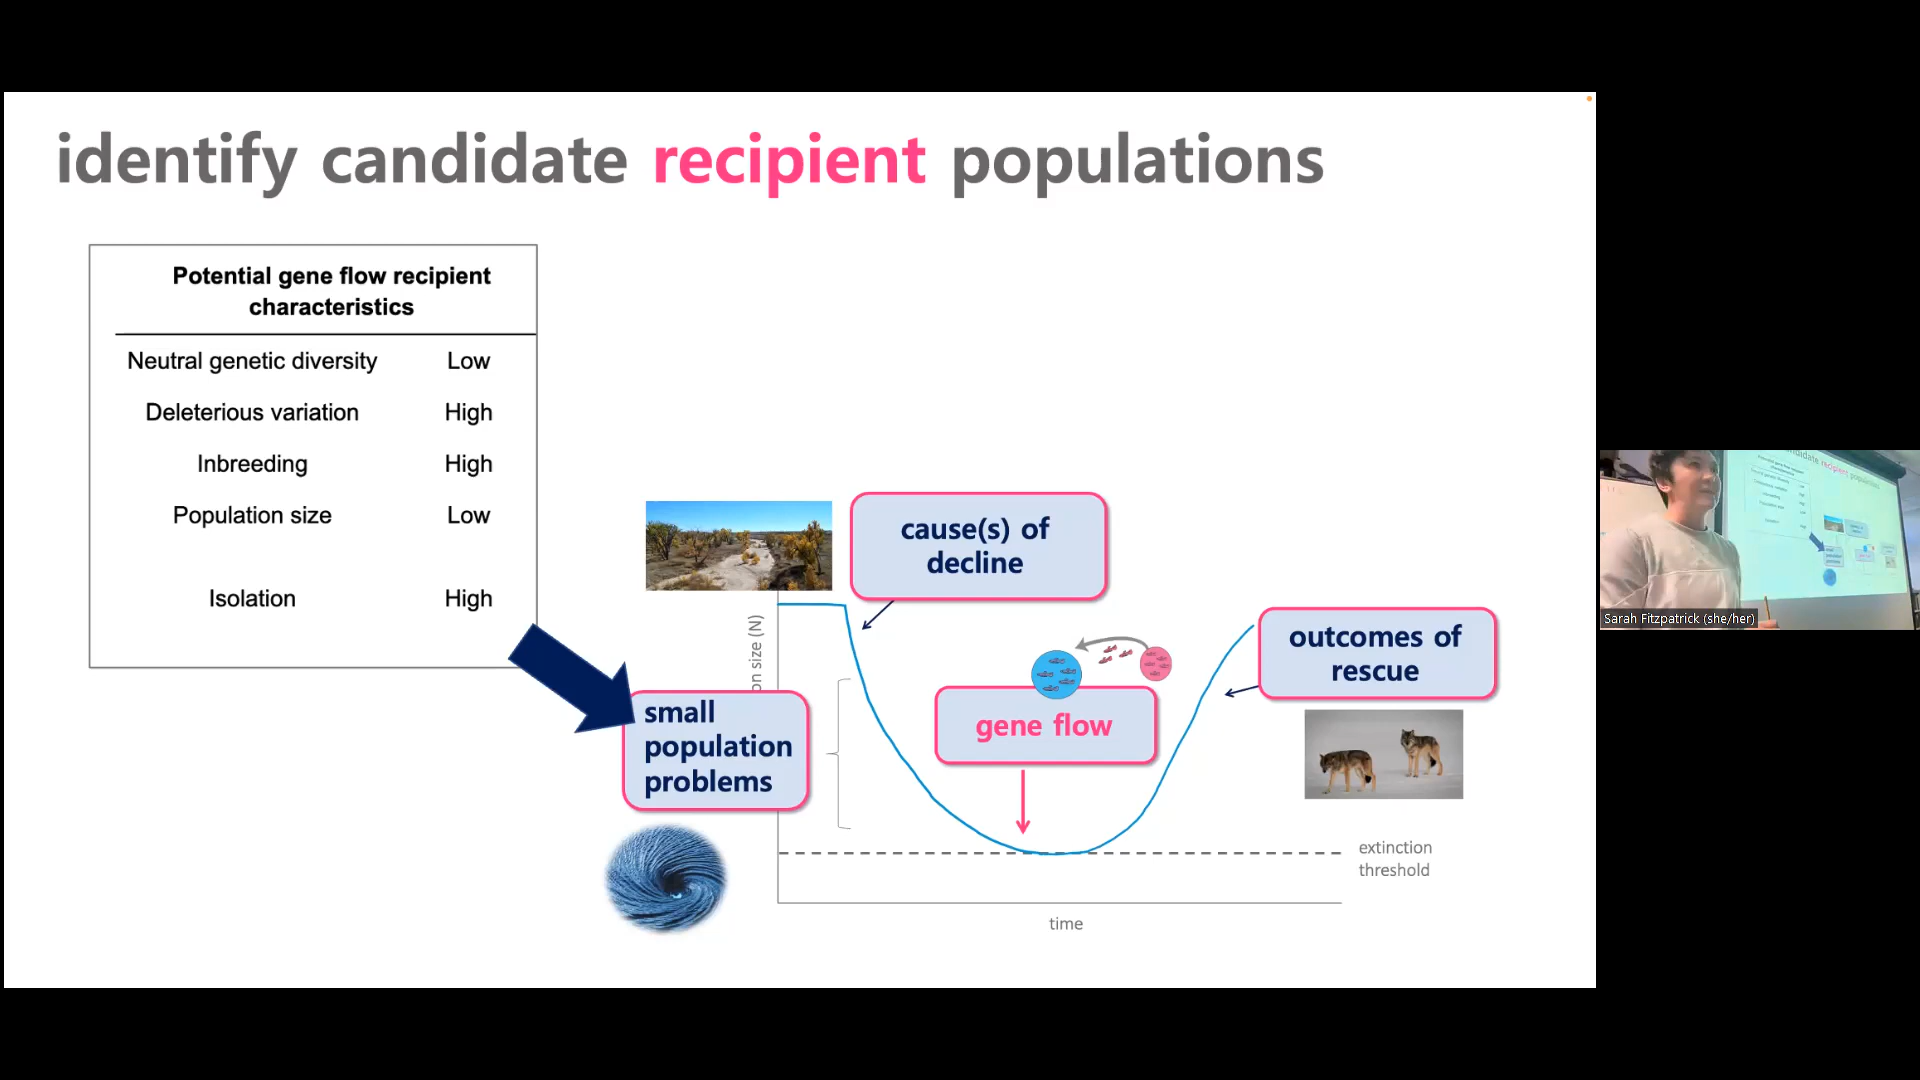 identify candidate recipient populations
Potential gene flow recipient
characteristics
Neutral genetic diversity Low
Deleterious variation High
Inbreeding High
Population size Low
Isolation High
cause(s) of
decline
on size (N)
outcomes of
rescue
gene flow
small
population
problems
extinction
threshold
time
Sarah Fitzpatrick (she/her)